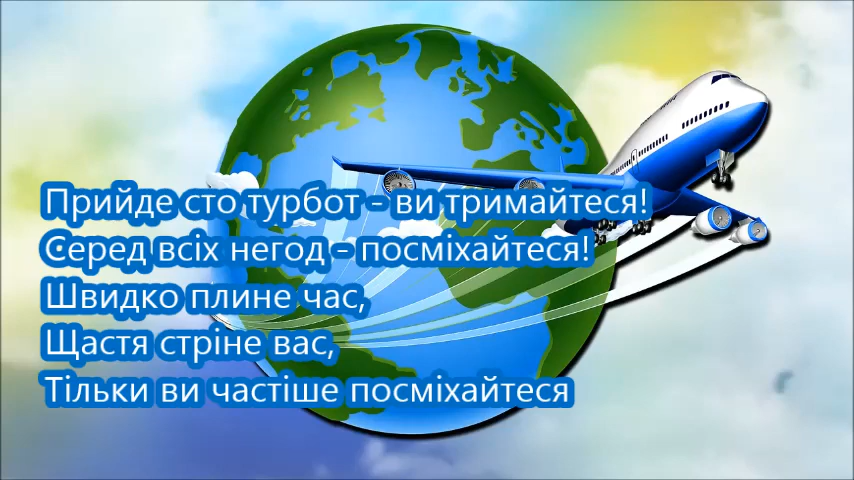 Прийде сто турбот - ви тримайтеся!
Серед всіх негод - посміхайтеся!
Швидко плине час,
Щастя стріне вас,
Тільки ви частіше посміхайтеся